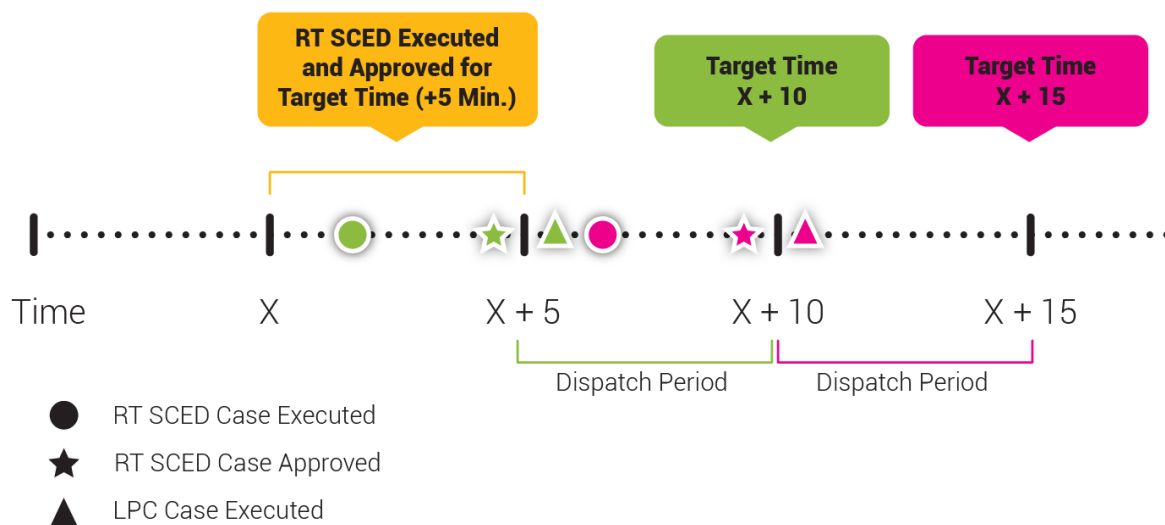 RT SCED Executed
and Approved for
Target Time (+5 Min.)
Target Time
X + 10
Target Time
X + 15
Time
X
X + 5
X + 10
X + 15
Dispatch Period
Dispatch Period
RT SCED Case Executed
RT SCED Case Approved
LPC Case Executed